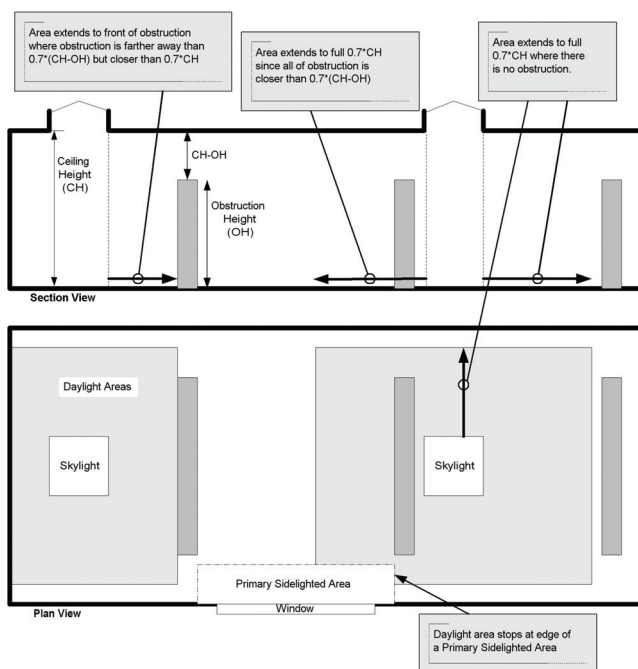 Area extends to front of obstruction
where obstruction is farther away than
0.7*(CH-OH) but closer than 0.7*CH
Area extends to full 0.7*CH
since all of obstruction is
closer than 0.7*(CH-OH)
Area extends to full
0.7*CH where there
is no obstruction.
Ceiling
Height
(CH)
CH-OH
Obstruction
Height
(OH)
Section View
Daylight Areas
Skylight
Skylight
Primary Sidelighted Area
Window
Plan View
Daylight area stops at edge of
a Primary Sidelighted Area